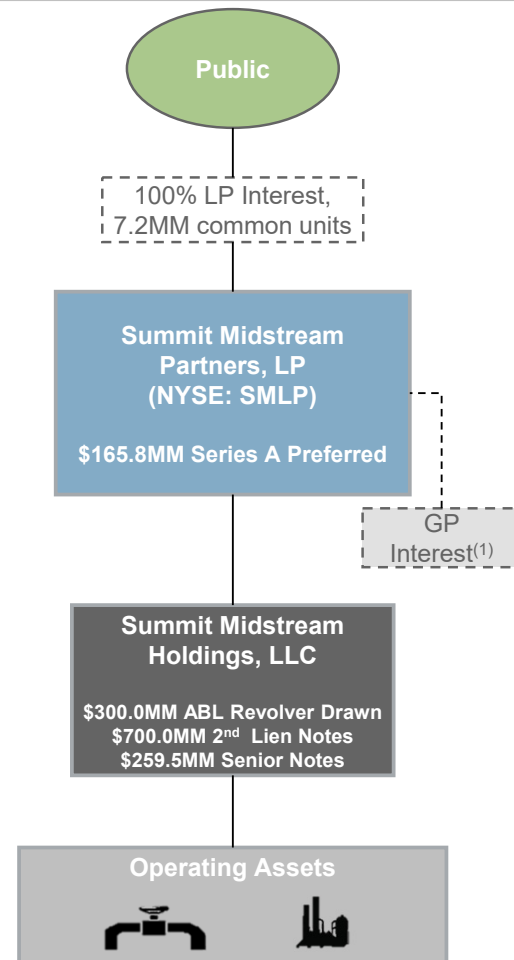 Public
100% LP Interest,
7.2MM common units
Summit Midstream
Partners, LP
(NYSE: SMLP)
$165.8MM Series A Preferred
GP
Interest(1)
Summit Midstream
Holdings, LLC
$300.0MM ABL Revolver Drawn
$700.0MM 2nd Lien Notes
$259.5MM Senior Notes
Operating Assets